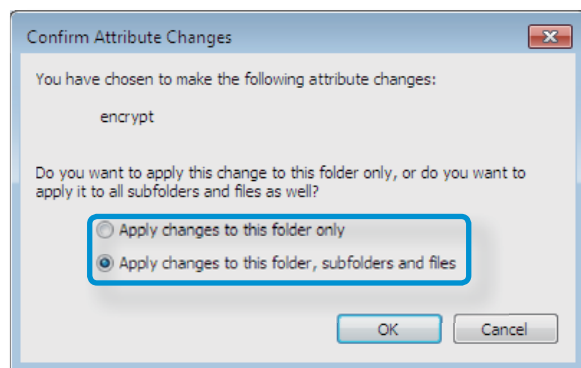 Confirm Attribute Changes
You have chosen to make the following attribute changes:
encrypt
Do you want to apply this change to this folder only, or do you want to
apply it to all subfolders and files as well?
Apply changes to this folder only
Apply changes to this folder, subfolders and files
OK Cancel